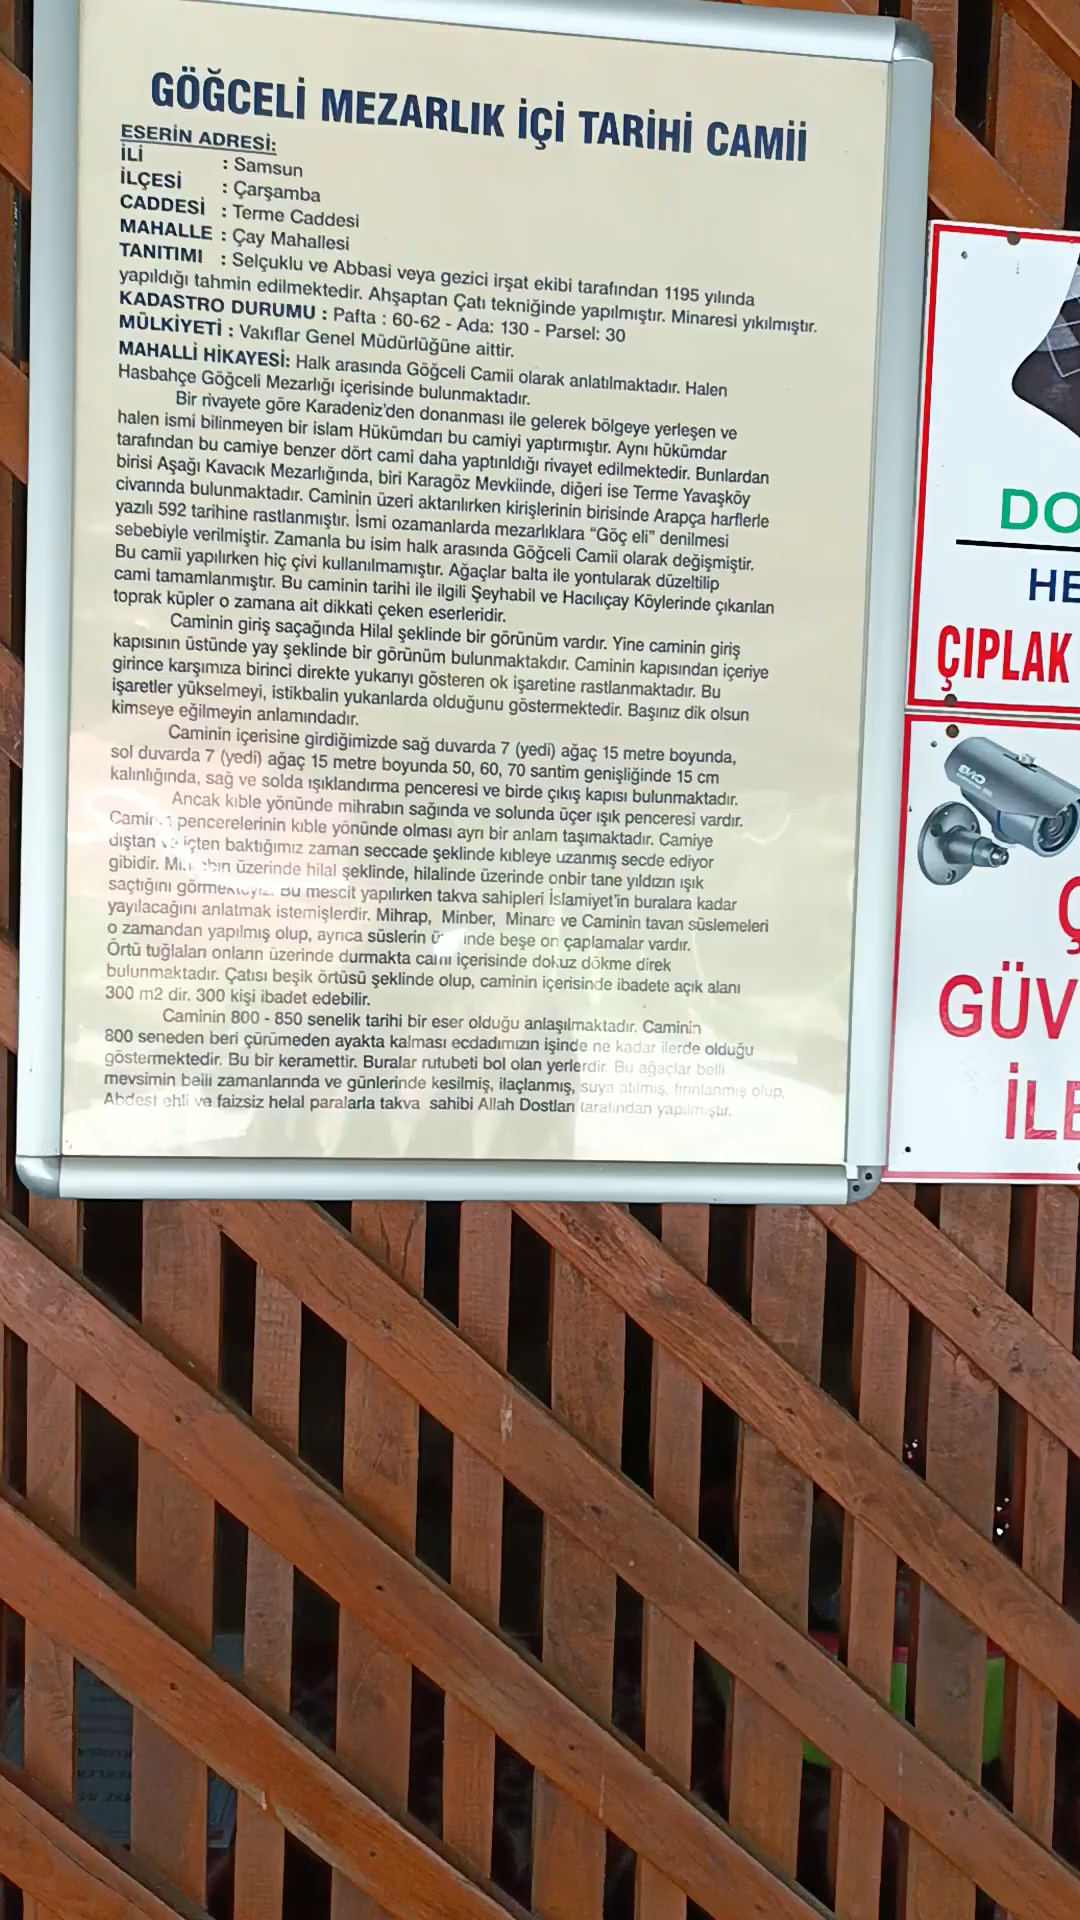 GÖĞCELİ MEZARLIK İÇİ TARİHİ CAMİİ
ESERİN ADRESİ:
İLİ : Samsun
İLÇESİ : Çarşamba
CADDESİ : Terme Caddesi
MAHALLE : Çay Mahallesi
TANITIMI : Selçuklu ve Abbasi veya gezici irşat ekibi tarafından 1195 yılında
yapıldığı tahmin edilmektedir. Ahşaptan Çatı tekniğinde yapılmıştır. Minaresi yıkılmıştır.
KADASTRO DURUMU : Pafta : 60-62 - Ada: 130 - Parsel: 30
MÜLKİYETİ : Vakıflar Genel Müdürlüğüne aittir.
MAHALLİ HİKAYESİ: Halk arasında Göğceli Camii olarak anlatılmaktadır. Halen
Hasbahçe Göğceli Mezarlığı içerisinde bulunmaktadır.
Bir rivayete göre Karadeniz'den donanması ile gelerek bölgeye yerleşen ve
halen ismi bilinmeyen bir islam Hükümdarı bu camiyi yaptırmıştır. Aynı hükümdar
tarafından bu camiye benzer dört cami daha yaptırıldığı rivayet edilmektedir. Bunlardan
birisi Aşağı Kavacık Mezarlığında, biri Karagöz Mevkiinde, diğeri ise Terme Yavaşköy
civarında bulunmaktadır. Caminin üzeri aktarılırken kirişlerinin birisinde Arapça harflerle
yazılı 592 tarihine rastlanmıştır. İsmi ozamanlarda mezarlıklara "Göç eli" denilmesi
sebebiyle verilmiştir. Zamanla bu isim halk arasında Göğceli Camii olarak değişmiştir.
Bu camii yapılırken hiç çivi kullanılmamıştır. Ağaçlar balta ile yontularak düzeltilip
cami tamamlanmıştır. Bu caminin tarihi ile ilgili Şeyhabil ve Hacılıçay Köylerinde çıkarılan
toprak küpler o zamana ait dikkati çeken eserleridir.
Caminin giriş saçağında Hilal şeklinde bir görünüm vardır. Yine caminin giriş
kapısının üstünde yay şeklinde bir görünüm bulunmaktakdır. Caminin kapısından içeriye
girince karşımıza birinci direkte yukarıyı gösteren ok işaretine rastlanmaktadır. Bu
işaretler yükselmeyi, istikbalin yukarılarda olduğunu göstermektedir. Başınız dik olsun
kimseye eğilmeyin anlamındadır.
Caminin içerisine girdiğimizde sağ duvarda 7 (yedi) ağaç 15 metre boyunda,
sol duvarda 7 (yedi) ağaç 15 metre boyunda 50, 60, 70 santim genişliğinde 15 cm
kalınlığında, sağ ve solda ışıklandırma penceresi ve birde çıkış kapısı bulunmaktadır.
Ancak kıble yönünde mihrabın sağında ve solunda üçer ışık penceresi vardır.
pencerelerinin kıble yönünde olması ayrı bir anlam taşımaktadır. Camiye
dıştan ve içten baktığımız zaman seccade şeklinde kıbleye uzanmış secde ediyor
gibidir. üzerinde hilal şeklinde, hilalinde üzerinde onbir tane yıldızın ışık
saçtığını görmekteyiz. Bu mescit yapılırken takva sahipleri İslamiyet'in buralara kadar
yayılacağını anlatmak istemişlerdir. Mihrap, Minber, Minare ve Caminin tavan süslemeleri
o zamandan yapılmış olup, ayrıca süslerin beşe on çaplamalar vardır.
Örtü tuğlaları onların üzerinde durmakta cami içerisinde dokuz dökme direk
bulunmaktadır. Çatısı beşik örtüsü şeklinde olup, caminin içerisinde ibadete açık alanı
300 m2 dir. 300 kişi ibadet edebilir.
Caminin 800 - 850 senelik tarihi bir eser olduğu anlaşılmaktadır. Caminin
800 seneden beri çürümeden ayakta kalması ecdadımızın işinde ne kadar ilerde olduğu
göstermektedir. Bu bir keramettir. Buralar rutubeti bol olan yerlerdir. Bu ağaçlar belli
mevsimin belli zamanlarında ve günlerinde kesilmiş, ilaçlanmış, suya atılmış, fırınlanmış olup,
Abdest ehli ve faizsiz helal paralarla takva sahibi Allah Dostları tarafından yapılmıştır.
DO
HE
ÇIPLAK
Ç
GÜV
İLE